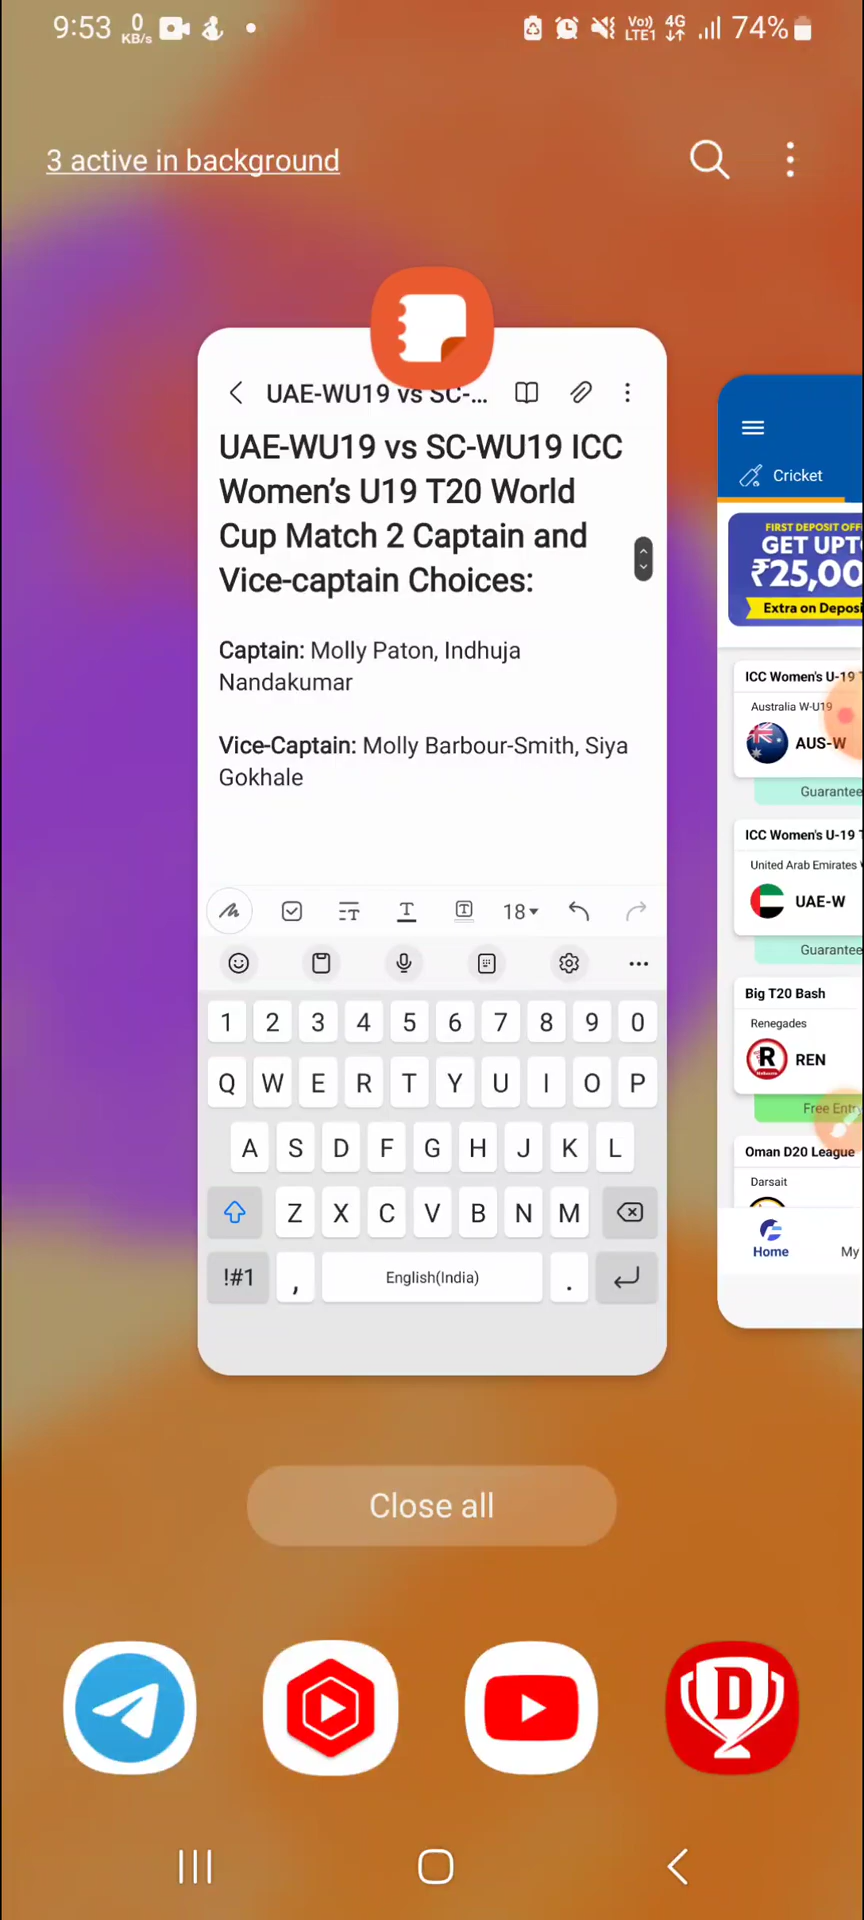 9:53 0 KB/s Vo)) LTE1 4G 74%
3 active in background
UAE-WU19 vs SC-...
UAE-WU19 vs SC-WU19 ICC
Women’s U19 T20 World
Cup Match 2 Captain and
Vice-captain Choices:
Captain: Molly Paton, Indhuja
Nandakumar
Vice-Captain: Molly Barbour-Smith, Siya
Gokhale
18
1 2 3 4 5 6 7 8 9 0
Q W E R T Y U I O P
A S D F G H J K L
Z X C V B N M
!#1 , English(India) .
Cricket
FIRST DEPOSIT OFF
GET UPT
₹25,00
Extra on Deposi
ICC Women's U-19 T
Australia W-U19
AUS-W
Guarantee
ICC Women's U-19 T
United Arab Emirates
UAE-W
Guarantee
Big T20 Bash
Renegades
R REN
Free Entr
Oman D20 League
Darsait
Home My
Close all
D